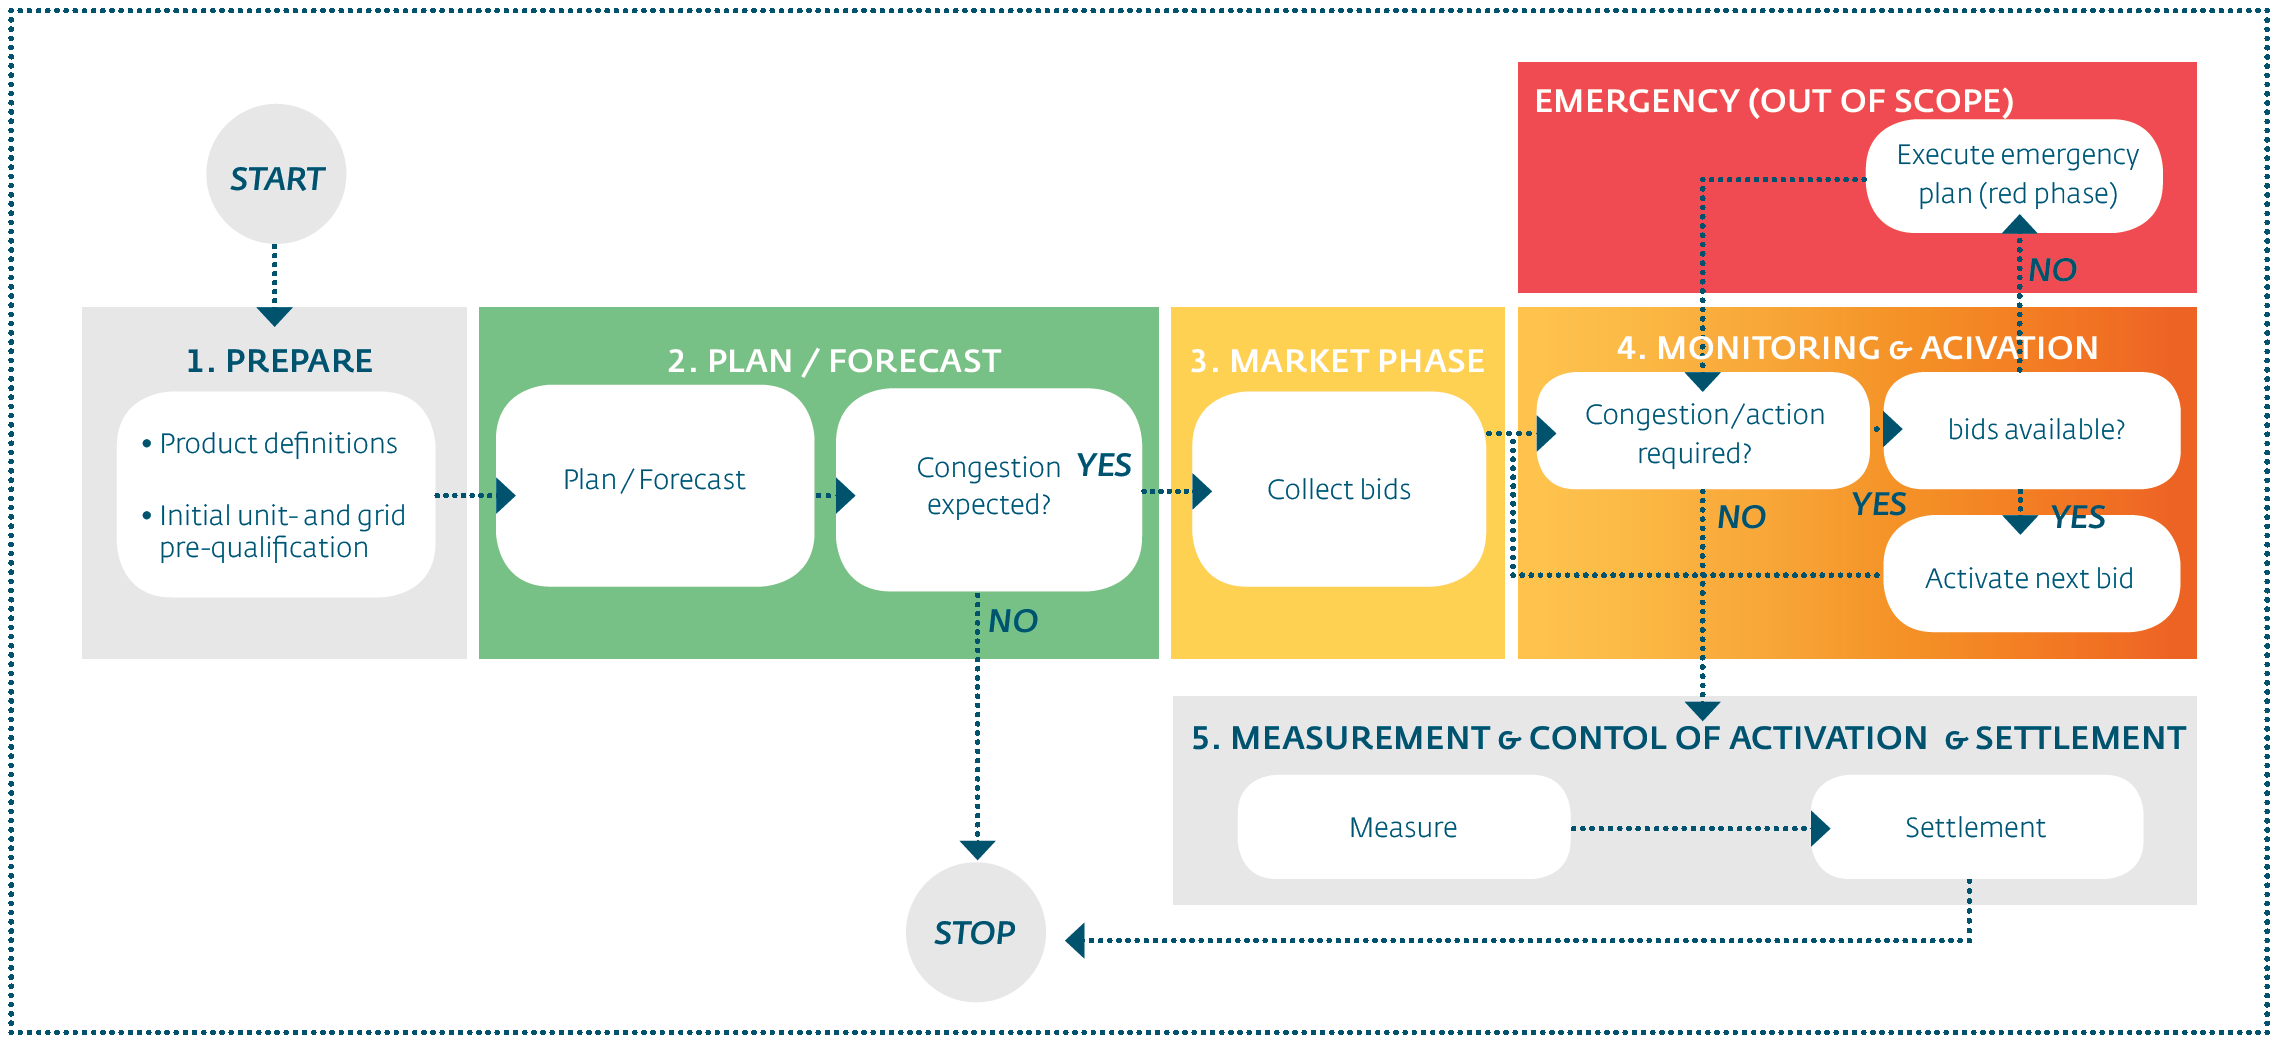 START
1. PREPARE
• Product definitions
• Initial unit- and grid
pre-qualification
2. PLAN / FORECAST
Plan / Forecast
Congestion
expected?
YES
NO
3. MARKET PHASE
Collect bids
EMERGENCY (OUT OF SCOPE)
Execute emergency
plan (red phase)
NO
4. MONITORING & ACIVATION
Congestion/action
required?
YES
NO
bids available?
YES
Activate next bid
5. MEASUREMENT & CONTOL OF ACTIVATION & SETTLEMENT
Measure
Settlement
STOP